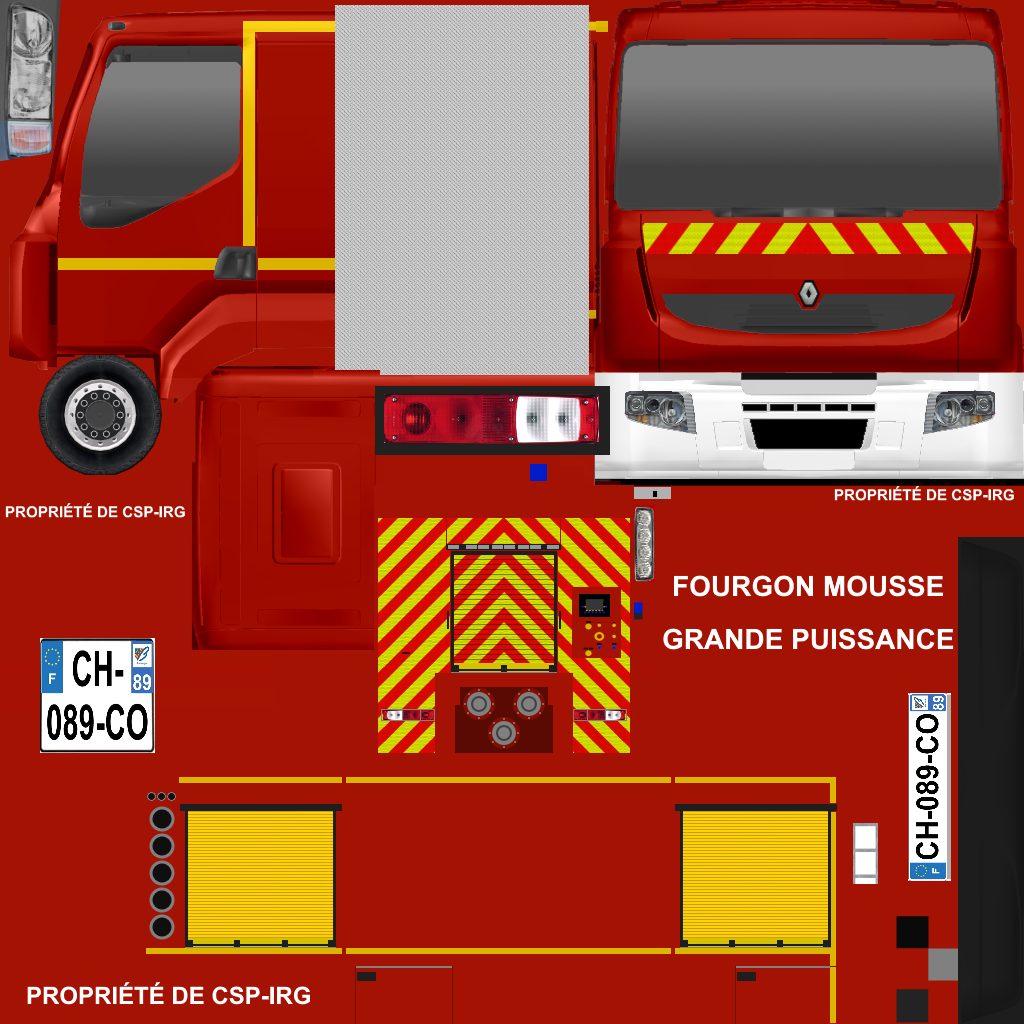 PROPRIÉTÉ DE CSP-IRG
PROPRIÉTÉ DE CSP-IRG
FOURGON MOUSSE
GRANDE PUISSANCE
F
CH-
89
089-CO
F
CH-089-CO
89
PROPRIÉTÉ DE CSP-IRG